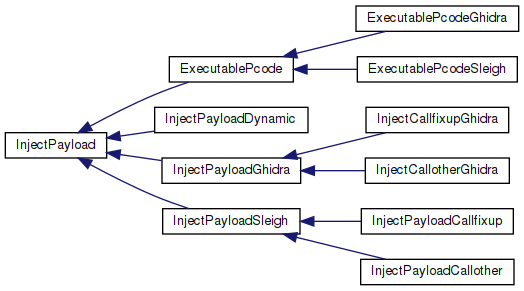 ExecutablePcodeGhidra
ExecutablePcode
ExecutablePcodeSleigh
InjectPayloadDynamic
InjectCallfixupGhidra
InjectPayload
InjectPayloadGhidra
InjectCallotherGhidra
InjectPayloadSleigh
InjectPayloadCallfixup
InjectPayloadCallother